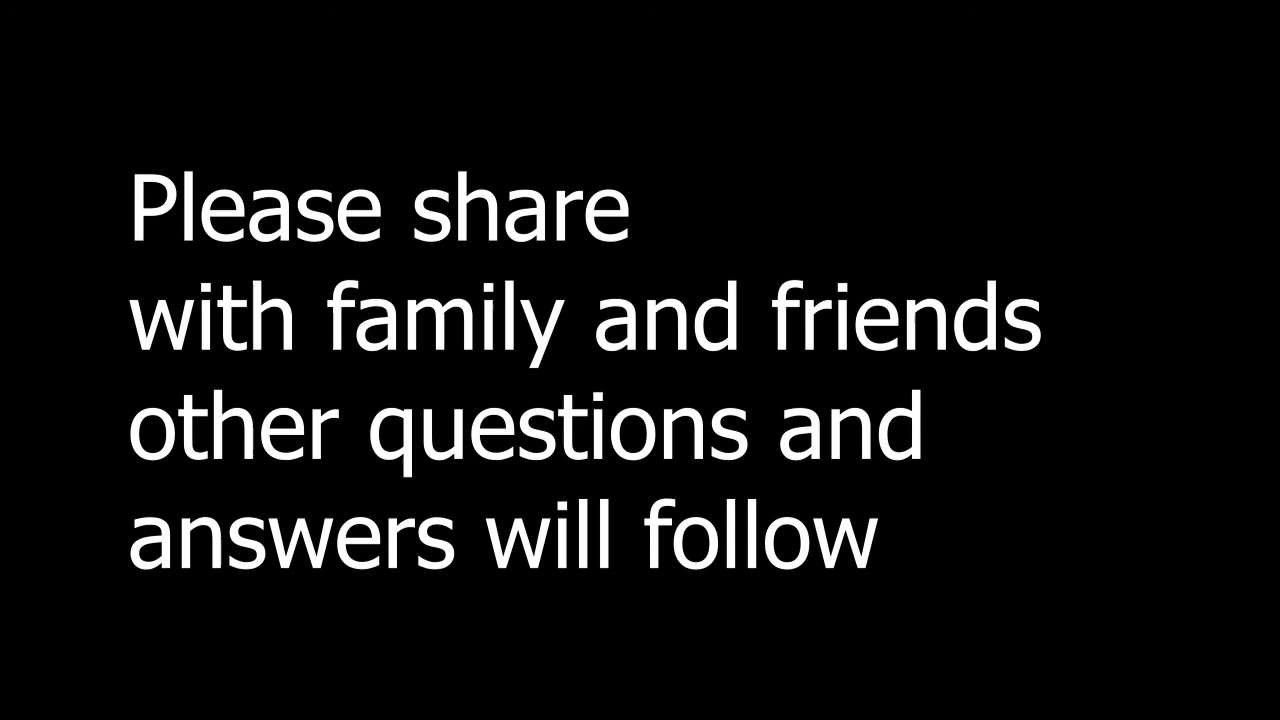 Please share
with family and friends
other questions and
answers will follow